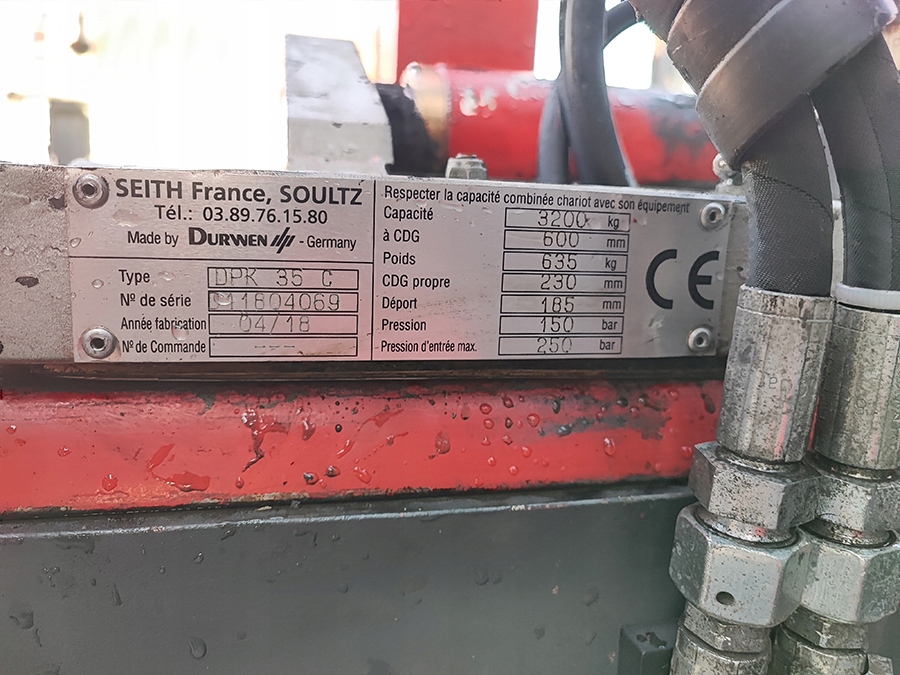 SEITH France, SOULTZ
Tél.: 03.89.76.15.80
Made by DURWEN - Germany
Type DPK 35 C
Nº de série 911804069
Année fabrication 04/18
Nº de Commande ---
Respecter la capacité combinée chariot avec son équipement
Capacité 3200 kg
à CDG 600 mm
Poids 635 kg
CDG propre 230 mm
Déport 185 mm
Pression 150 bar
Pression d'entrée max. 250 bar
CE